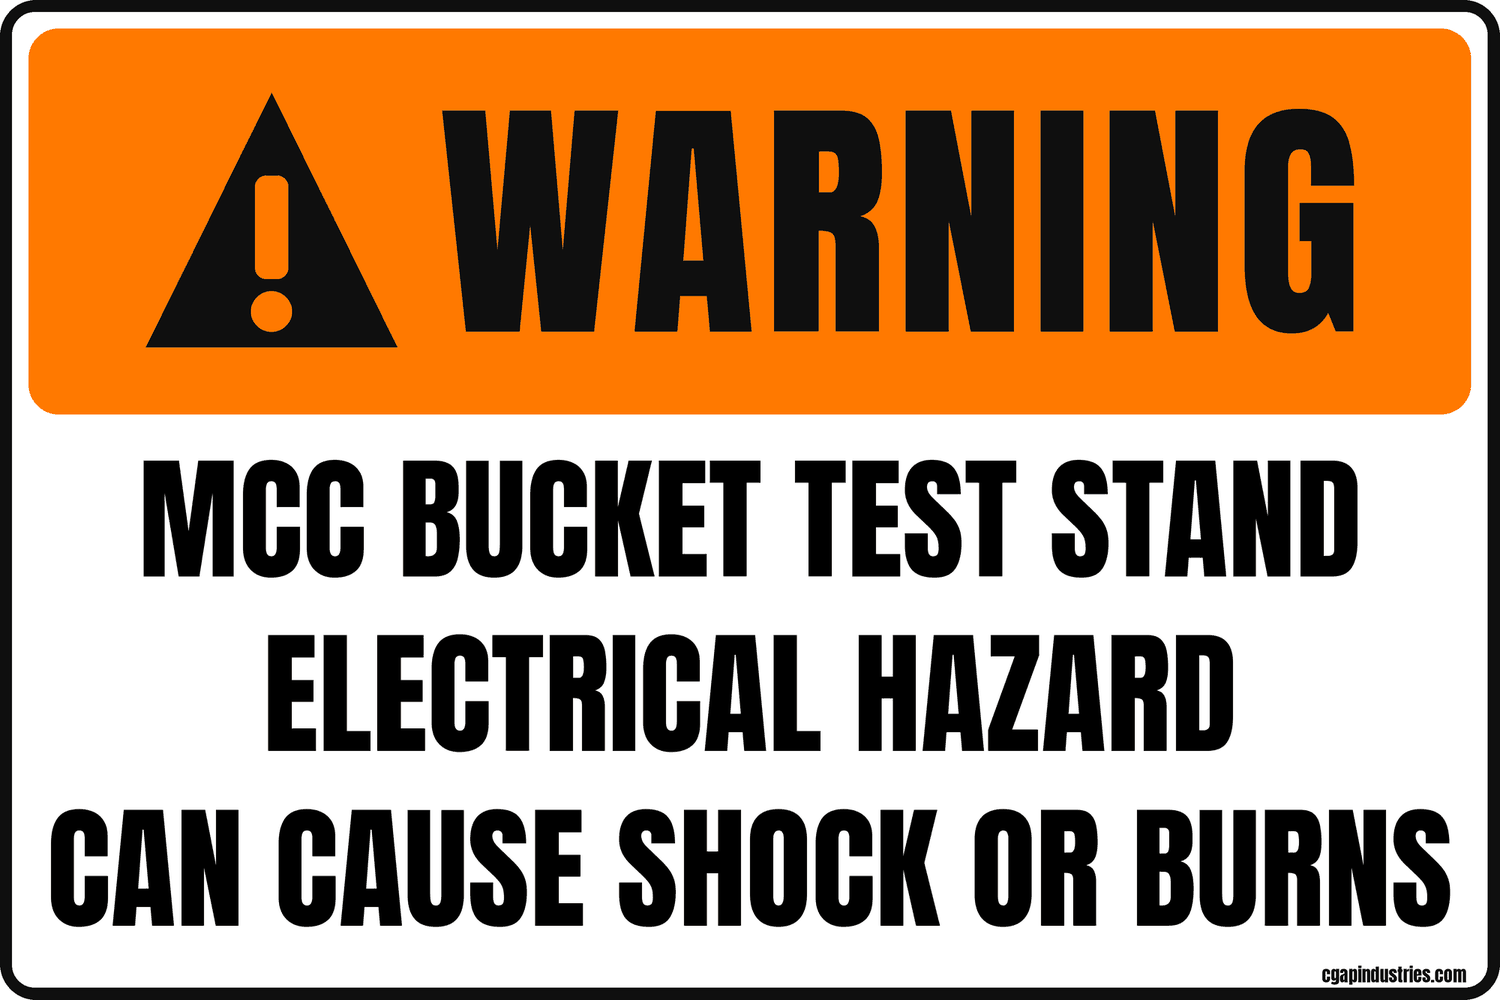 WARNING
MCC BUCKET TEST STAND
ELECTRICAL HAZARD
CAN CAUSE SHOCK OR BURNS
cgapindustries.com